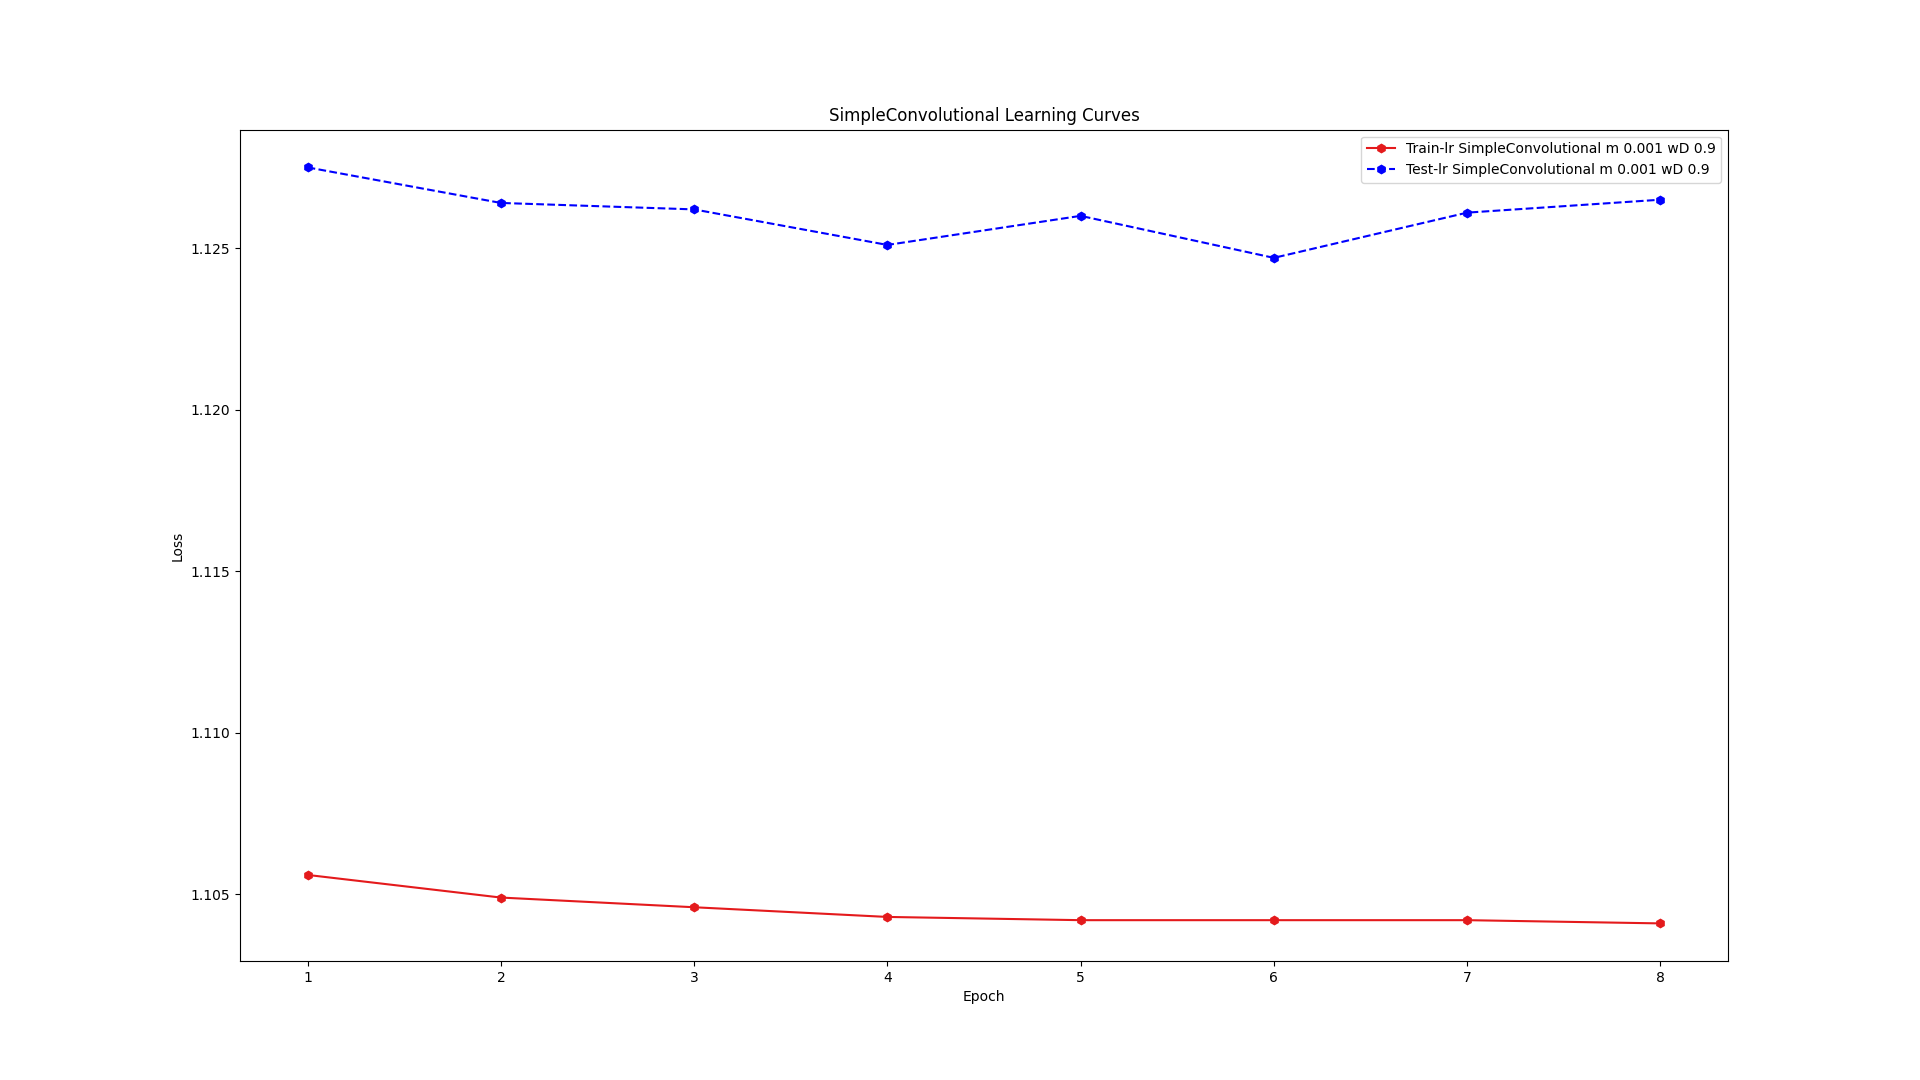 SimpleConvolutional Learning Curves
Train-lr SimpleConvolutional m 0.001 wD 0.9
Test-lr SimpleConvolutional m 0.001 wD 0.9
1.125
1.120
1.115
1.110
1.105
Loss
1 2 3 4 5 6 7 8
Epoch